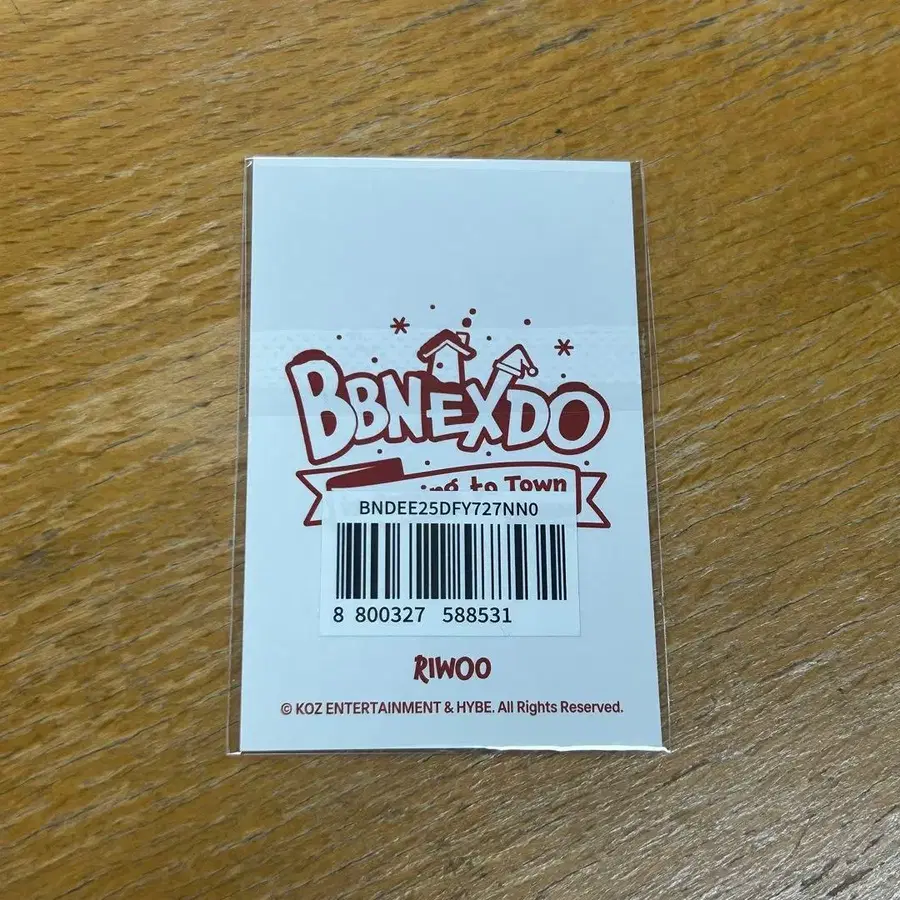 BBNEXDO
to Town
BNDEE25DFY727NN0
8 800327 588531
RIWOO
© KOZ ENTERTAINMENT & HYBE. All Rights Reserved.